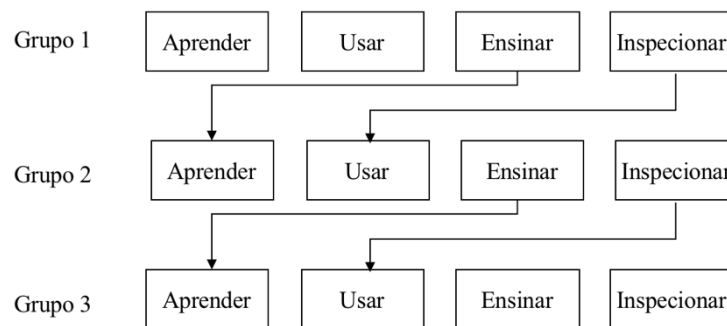 Grupo 1 Aprender Usar Ensinar Inspecionar
Grupo 2 Aprender Usar Ensinar Inspecionar
Grupo 3 Aprender Usar Ensinar Inspecionar